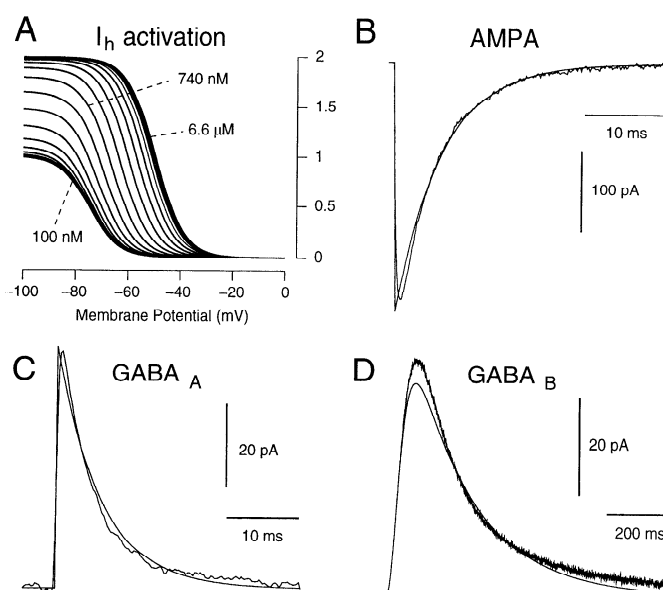 A
I_h activation
740 nM
6.6 μM
100 nM
2
1.5
1
0.5
0
–100 –80 –60 –40 –20 0
Membrane Potential (mV)
B
AMPA
10 ms
100 pA
C
GABA A
20 pA
10 ms
D
GABA B
20 pA
200 ms